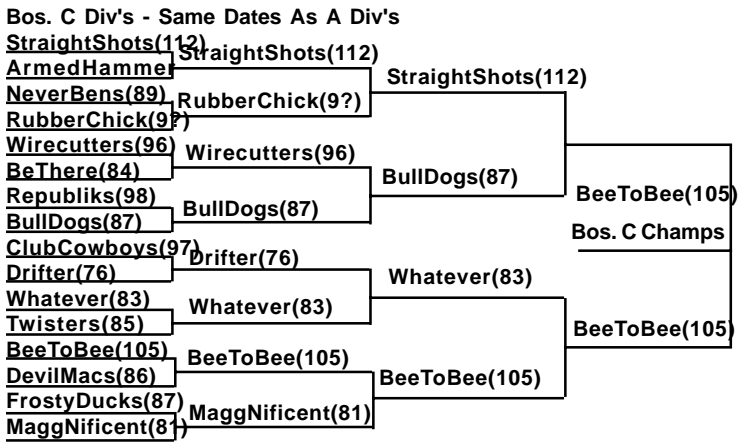 Bos. C Div's - Same Dates As A Div's
StraightShots(112)
ArmedHammer
NeverBens(89)
RubberChick(9?)
Wirecutters(96)
BeThere(84)
Republiks(98)
BullDogs(87)
ClubCowboys(97)
Drifter(76)
Whatever(83)
Twisters(85)
BeeToBee(105)
DevilMacs(86)
FrostyDucks(87)
MaggNificent(81)
StraightShots(112)
RubberChick(9?)
Wirecutters(96)
BullDogs(87)
Drifter(76)
Whatever(83)
BeeToBee(105)
MaggNificent(81)
StraightShots(112)
BullDogs(87)
Whatever(83)
BeeToBee(105)
BeeToBee(105)
Bos. C Champs
BeeToBee(105)